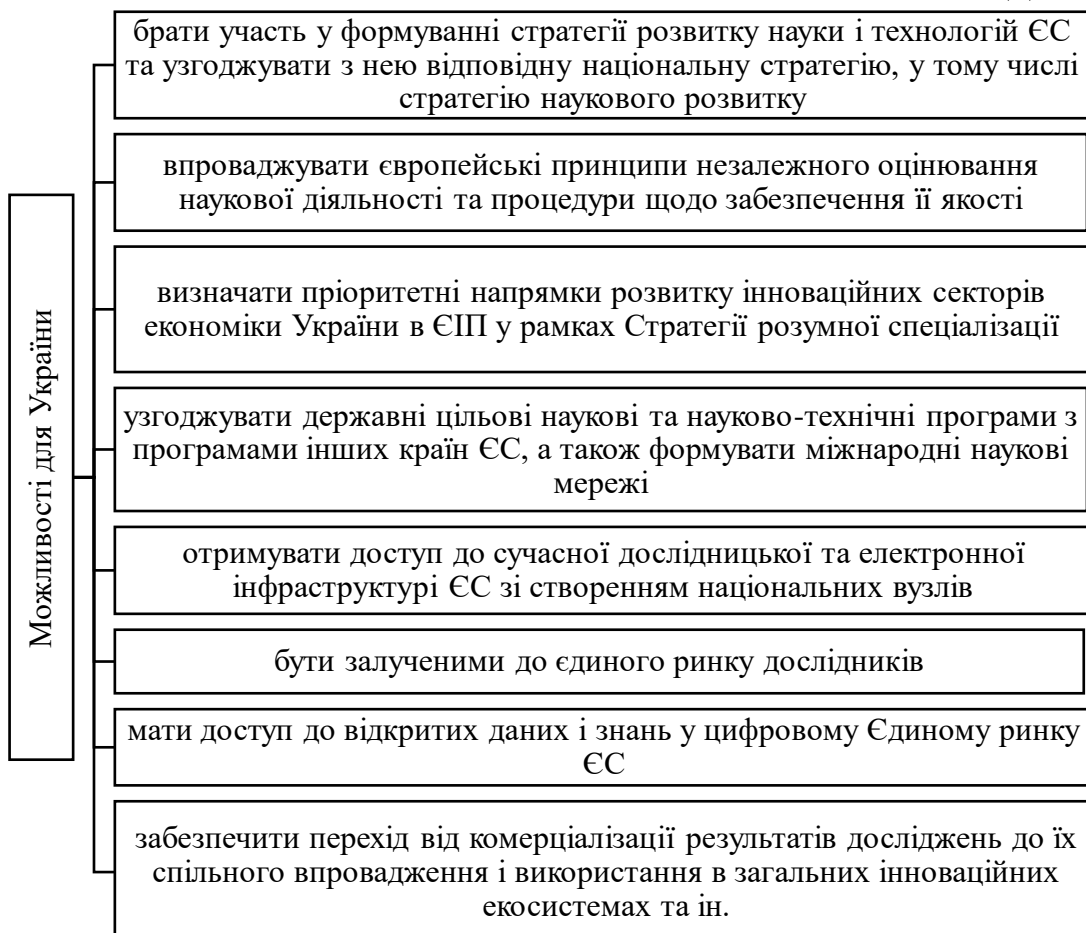 брати участь у формуванні стратегії розвитку науки і технологій ЄС
та узгоджувати з нею відповідну національну стратегію, у тому числі
стратегію наукового розвитку
впроваджувати європейські принципи незалежного оцінювання
наукової діяльності та процедури щодо забезпечення її якості
визначати пріоритетні напрямки розвитку інноваційних секторів
економіки України в ЄІП у рамках Стратегії розумної спеціалізації
Можливості для України
узгоджувати державні цільові наукові та науково-технічні програми з
програмами інших країн ЄС, а також формувати міжнародні наукові
мережі
отримувати доступ до сучасної дослідницької та електронної
інфраструктурі ЄС зі створенням національних вузлів
бути залученими до єдиного ринку дослідників
мати доступ до відкритих даних і знань у цифровому Єдиному ринку
ЄС
забезпечити перехід від комерціалізації результатів досліджень до їх
спільного впровадження і використання в загальних інноваційних
екосистемах та ін.